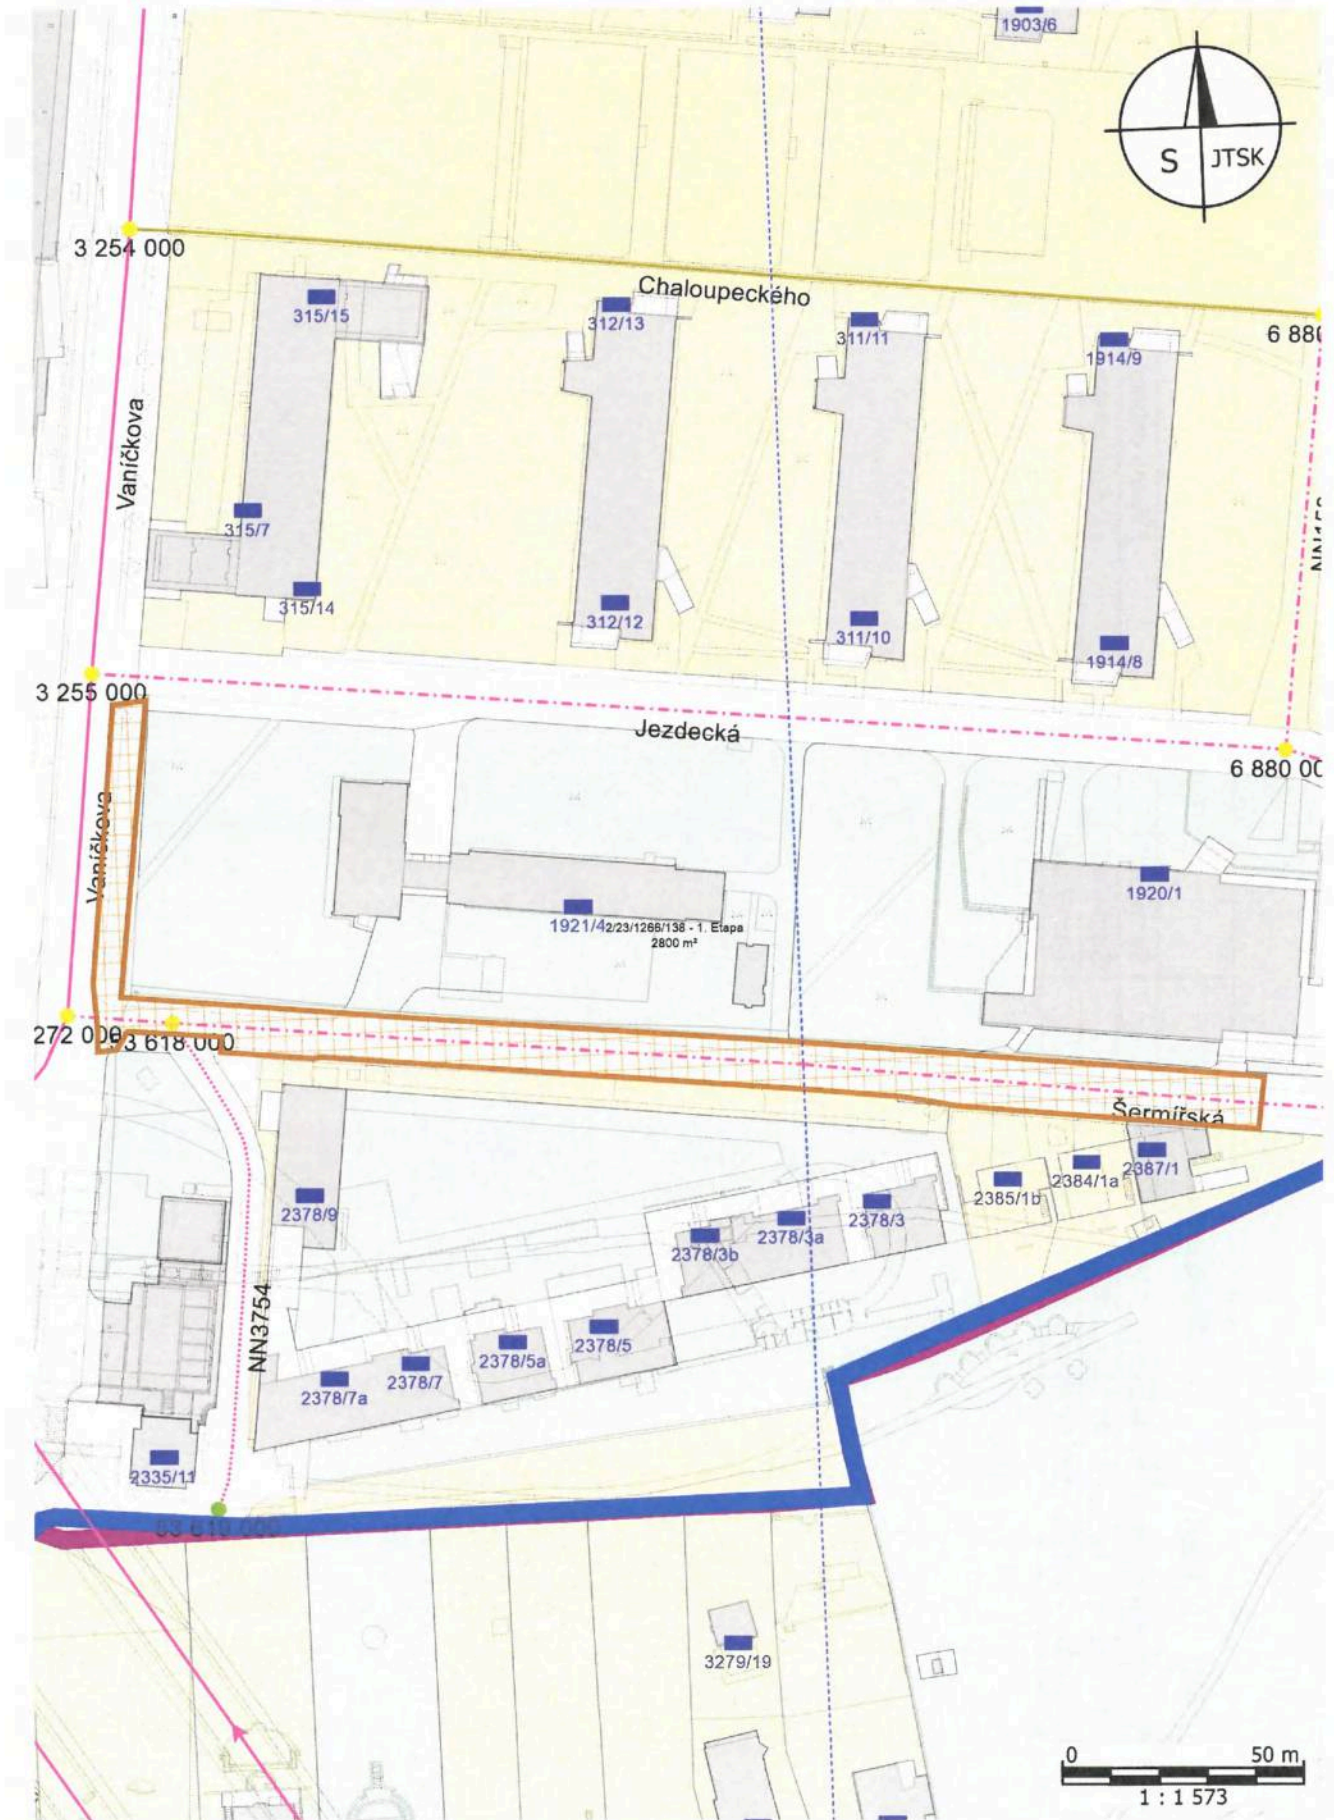 1903/6
S JTSK
3 254 000
Chaloupeckého
315/15
312/13
311/11
1914/9
6 880
Vaníčkova
315/7
315/14
312/12
311/10
1914/8
3 255 000
Jezdecká
6 880 00
Vaníčkova
1920/1
1921/4
2/23/1266/138 - 1. Etapa
2800 m²
272 000
3 618 000
Šermířská
2387/1
2384/1a
2385/1b
2378/9
2378/3
2378/3a
2378/3b
NN3754
2378/5
2378/5a
2378/7
2378/7a
2335/11
3279/19
0 50 m
1 : 1 573